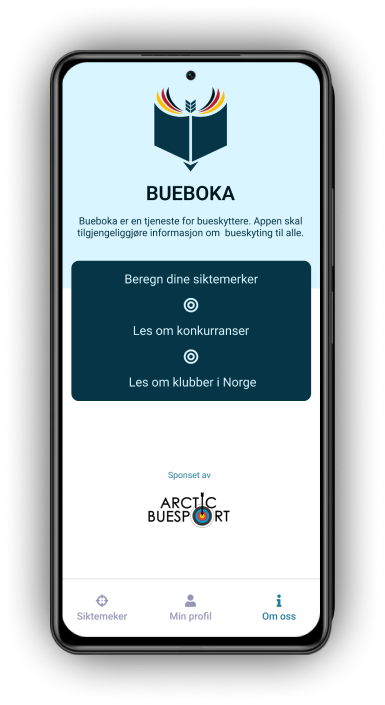 BUEBOKA
Bueboka er en tjeneste for bueskyttere. Appen skal
tilgjengeliggjøre informasjon om  bueskyting til alle.
Beregn dine siktemerker
Les om konkurranser
Les om klubber i Norge
Sponset av
ARCTIC
BUESPORT
Siktemeker
Min profil
Om oss